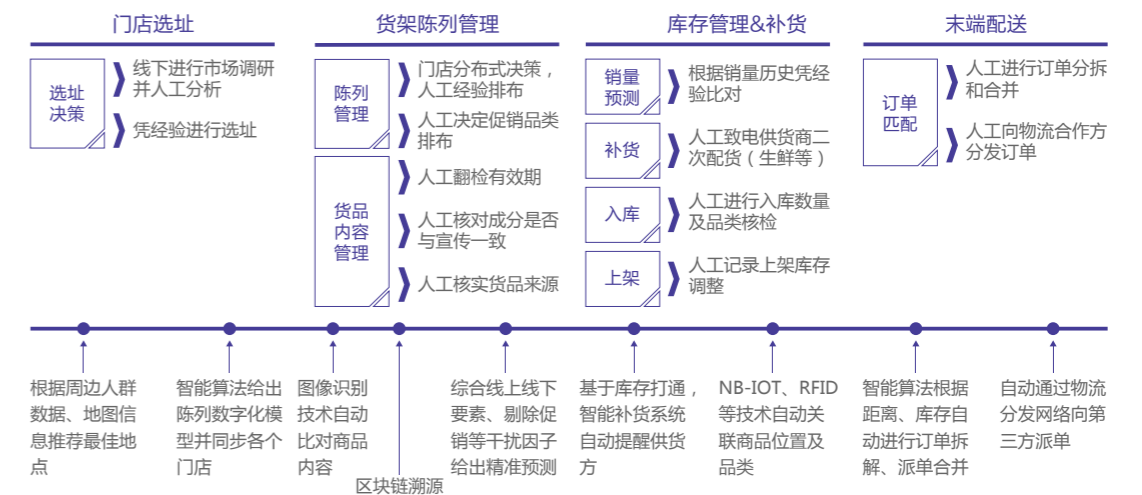 门店选址
选址
决策
线下进行市场调研
并人工分析
凭经验进行选址
货架陈列管理
陈列
管理
门店分布式决策，
人工经验排布
人工决定促销品类
排布
货品
内容
管理
人工翻检有效期
人工核对成分是否
与宣传一致
人工核实货品来源
库存管理&补货
销量
预测
根据销量历史凭经
验比对
补货
人工致电供货商二
次配货（生鲜等）
入库
人工进行入库数量
及品类核检
上架
人工记录上架库存
调整
末端配送
订单
匹配
人工进行订单分拆
和合并
人工向物流合作方
分发订单
根据周边人群
数据、地图信
息推荐最佳地
点
智能算法给出
陈列数字化模
型并同步各个
门店
图像识别
技术自动
比对商品
内容
区块链溯源
综合线上线下
要素、剔除促
销等干扰因子
给出精准预测
基于库存打通，
智能补货系统
自动提醒供货
方
NB-IOT、RFID
等技术自动关
联商品位置及
品类
智能算法根据
距离、库存自
动进行订单拆
解、派单合并
自动通过物流
分发网络向第
三方派单